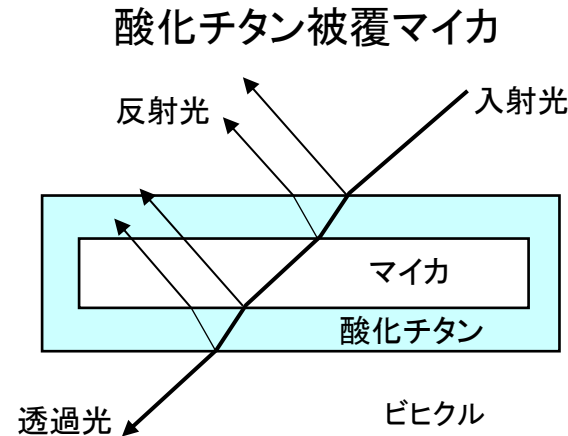 酸化チタン被覆マイカ
反射光
入射光
マイカ
酸化チタン
透過光
ビヒクル